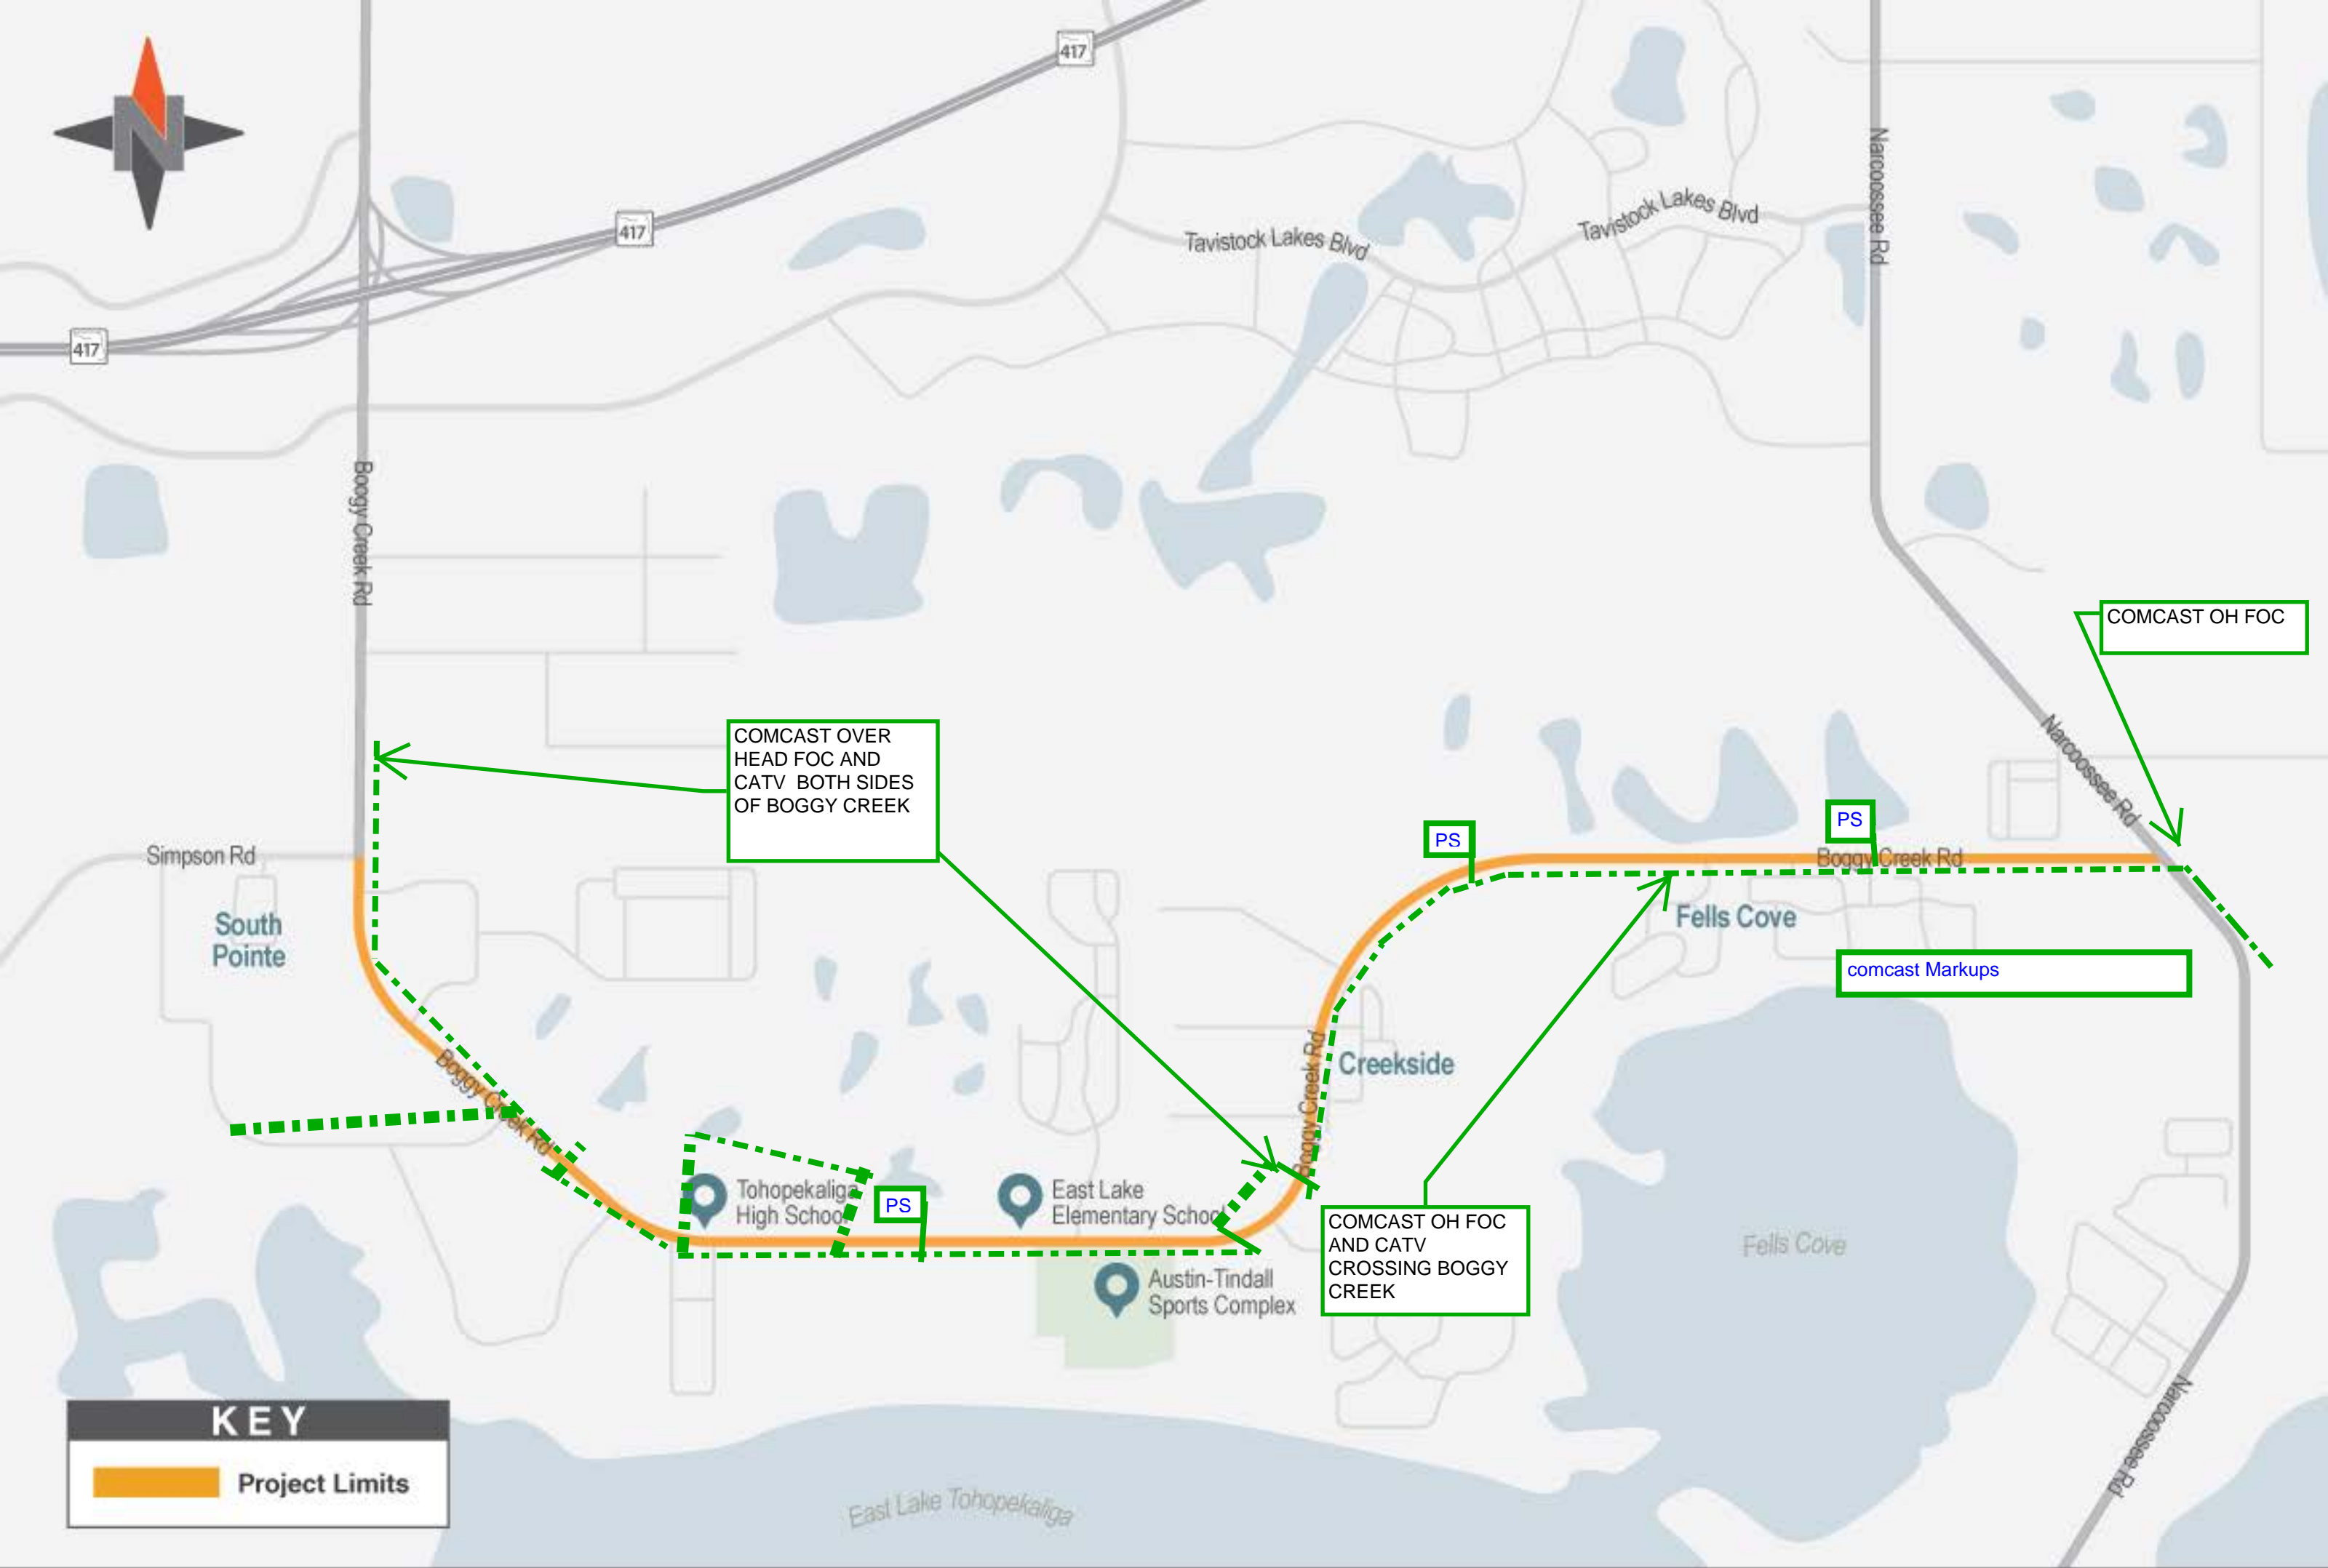 N
417
417
417
Tavistock Lakes Blvd
Tavistock Lakes Blvd
Narcoossee Rd
Boggy Creek Rd
COMCAST OH FOC
COMCAST OVER
HEAD FOC AND
CATV BOTH SIDES
OF BOGGY CREEK
Narcoossee Rd
Simpson Rd
PS
PS
Boggy Creek Rd
South
Pointe
Fells Cove
comcast Markups
Boggy Creek Rd
Boggy Creek Rd
Creekside
Tohopekaliga
High School
PS
East Lake
Elementary School
COMCAST OH FOC
AND CATV
CROSSING BOGGY
CREEK
Fells Cove
Austin-Tindall
Sports Complex
Narcoossee Rd
KEY
Project Limits
East Lake Tohopekaliga